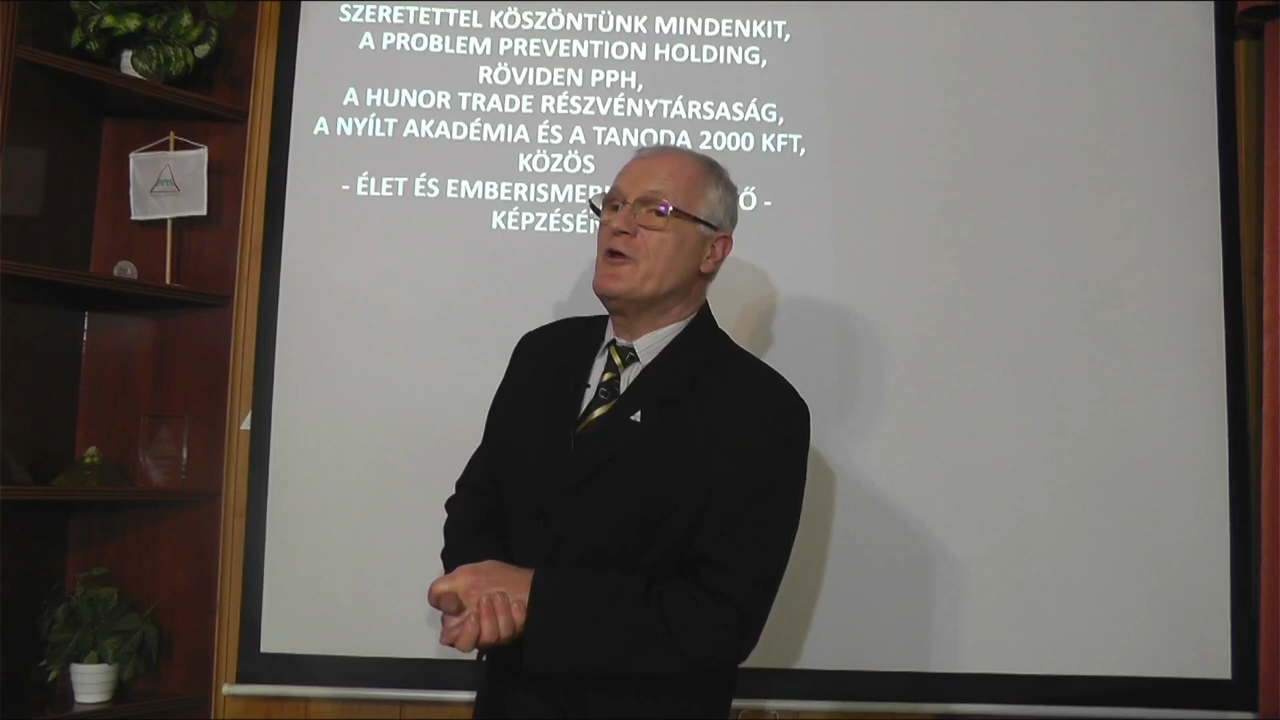 SZERETETTEL KÖSZÖNTÜNK MINDENKIT,
A PROBLEM PREVENTION HOLDING,
RÖVIDEN PPH,
A HUNOR TRADE RÉSZVÉNYTÁRSASÁG,
A NYÍLT AKADÉMIA ÉS A TANODA 2000 KFT,
KÖZÖS
- ÉLET ÉS